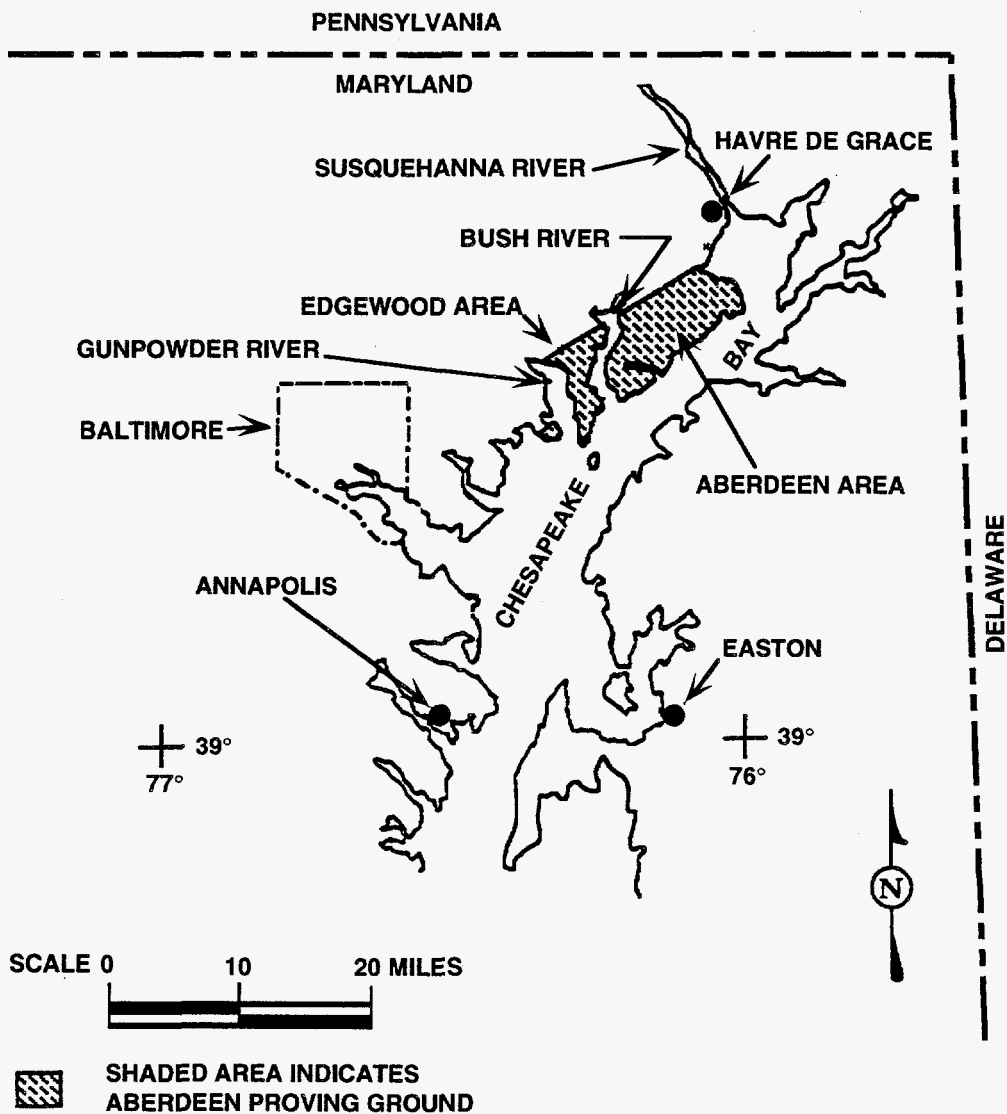 PENNSYLVANIA
MARYLAND
HAVRE DE GRACE
SUSQUEHANNA RIVER
BUSH RIVER
EDGEWOOD AREA
GUNPOWDER RIVER
BAY
BALTIMORE
ABERDEEN AREA
CHESAPEAKE
DELAWARE
ANNAPOLIS
EASTON
39°
77°
39°
76°
N
SCALE 0 10 20 MILES
SHADED AREA INDICATES
ABERDEEN PROVING GROUND